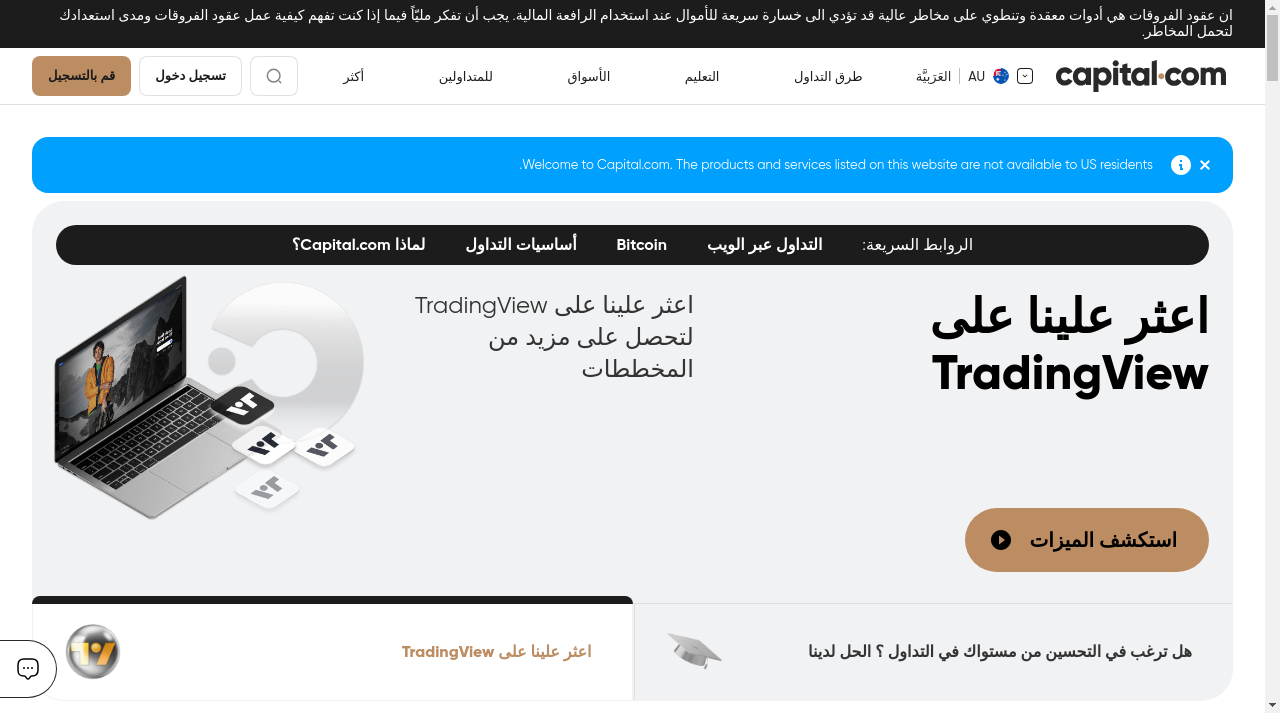 ان عقود الفروقات هي أدوات معقدة وتنطوي على مخاطر عالية قد تؤدي الى خسارة سريعة للأموال عند استخدام الرافعة المالية. يجب أن تفكر مليّاً فيما إذا كنت تفهم كيفية عمل عقود الفروقات ومدى استعدادك
لتحمل المخاطر.
capital.com
AU
العَرَبيَّة
طرق التداول
التعليم
الأسواق
للمتداولين
أكثر
تسجيل دخول
قم بالتسجيل
Welcome to Capital.com. The products and services listed on this website are not available to US residents.
الروابط السريعة:
التداول عبر الويب
Bitcoin
أساسيات التداول
لماذا Capital.com؟
اعثر علينا على
TradingView
اعثر علينا على TradingView
لتحصل على مزيد من
المخططات
استكشف الميزات
هل ترغب في التحسين من مستواك في التداول ؟ الحل لدينا
اعثر علينا على TradingView